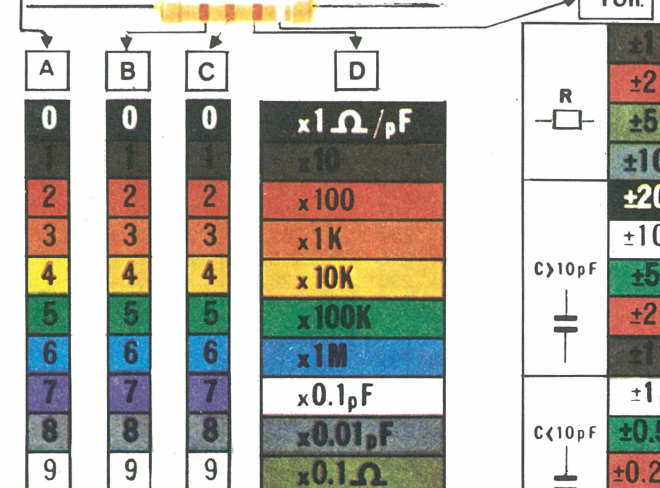 TOR.
A B C D
R
0 0 0 x1Ω/pF
1 1 1 x10
2 2 2 x100
3 3 3 x1K
4 4 4 x10K
5 5 5 x100K
6 6 6 x1M
7 7 7 x0.1pF
8 8 8 x0.01pF
9 9 9 x0.1Ω
±1
±2
±5
±10
C>10pF
±20
±10
±5
±2
±1
C<10pF
±1
±0.5
±0.2